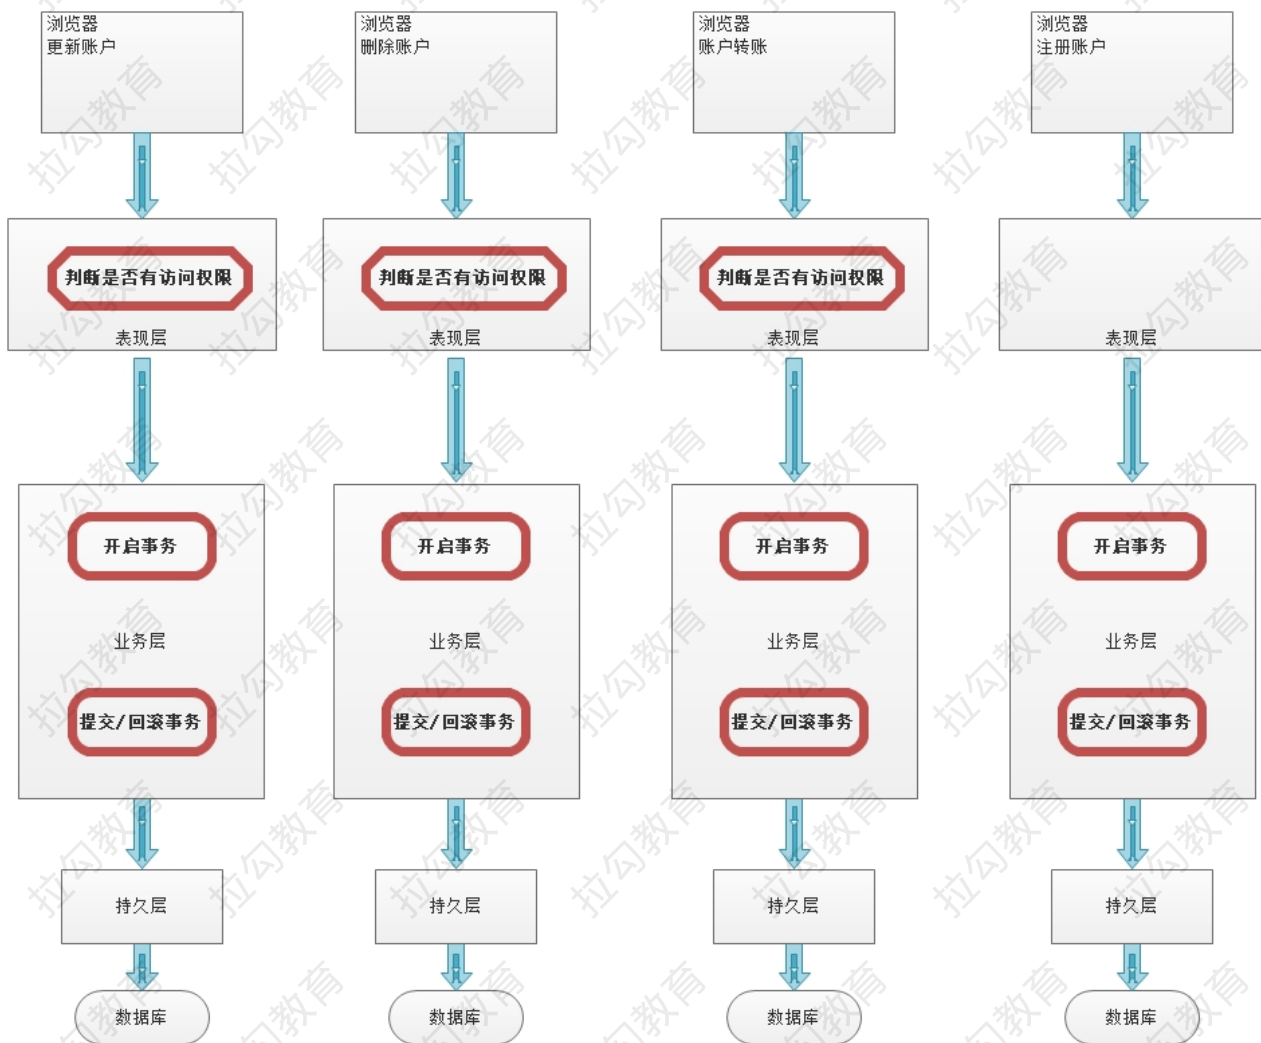 浏览器
更新账户
浏览器
删除账户
浏览器
账户转账
浏览器
注册账户
判断是否有访问权限
判断是否有访问权限
判断是否有访问权限
表现层
表现层
表现层
表现层
开启事务
开启事务
开启事务
开启事务
业务层
业务层
业务层
业务层
提交/回滚事务
提交/回滚事务
提交/回滚事务
提交/回滚事务
持久层
持久层
持久层
持久层
数据库
数据库
数据库
数据库
拉勾教育